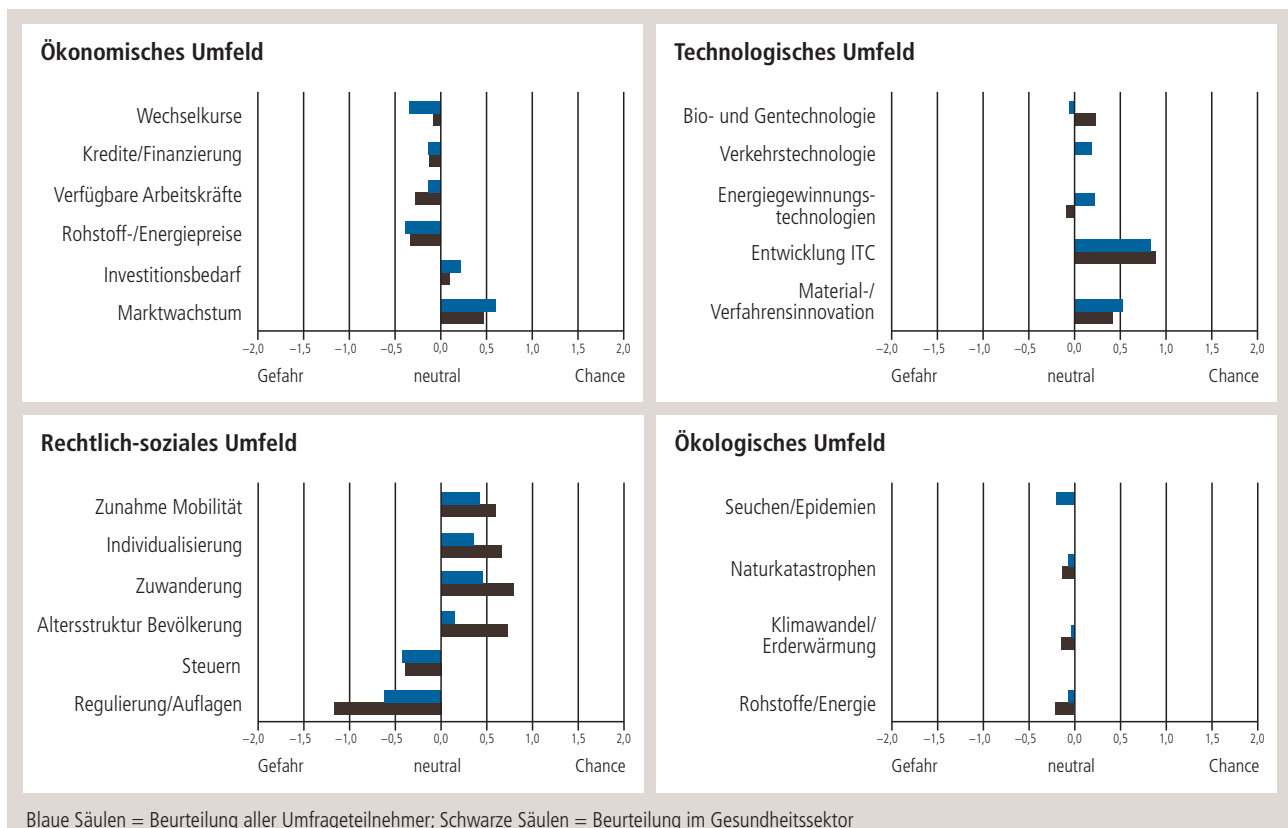 Ökonomisches Umfeld
Wechselkurse
Kredite/Finanzierung
Verfügbare Arbeitskräfte
Rohstoff-/Energiepreise
Investitionsbedarf
Marktwachstum
–2,0 –1,5 –1,0 –0,5 0,0 0,5 1,0 1,5 2,0
Gefahr neutral Chance
Technologisches Umfeld
Bio- und Gentechnologie
Verkehrstechnologie
Energiegewinnungs-
technologien
Entwicklung ITC
Material-/
Verfahrensinnovation
–2,0 –1,5 –1,0 –0,5 0,0 0,5 1,0 1,5 2,0
Gefahr neutral Chance
Rechtlich-soziales Umfeld
Zunahme Mobilität
Individualisierung
Zuwanderung
Altersstruktur Bevölkerung
Steuern
Regulierung/Auflagen
–2,0 –1,5 –1,0 –0,5 0,0 0,5 1,0 1,5 2,0
Gefahr neutral Chance
Ökologisches Umfeld
Seuchen/Epidemien
Naturkatastrophen
Klimawandel/
Erderwärmung
Rohstoffe/Energie
–2,0 –1,5 –1,0 –0,5 0,0 0,5 1,0 1,5 2,0
Gefahr neutral Chance
Blaue Säulen = Beurteilung aller Umfrageteilnehmer; Schwarze Säulen = Beurteilung im Gesundheitssektor